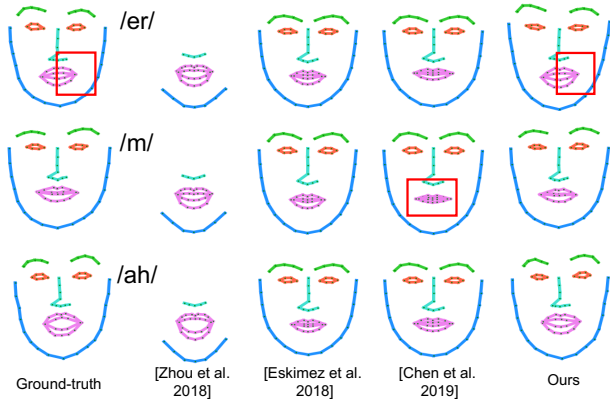 /er/
/m/
/ah/
Ground-truth
[Zhou et al.
2018]
[Eskimez et al.
2018]
[Chen et al.
2019]
Ours